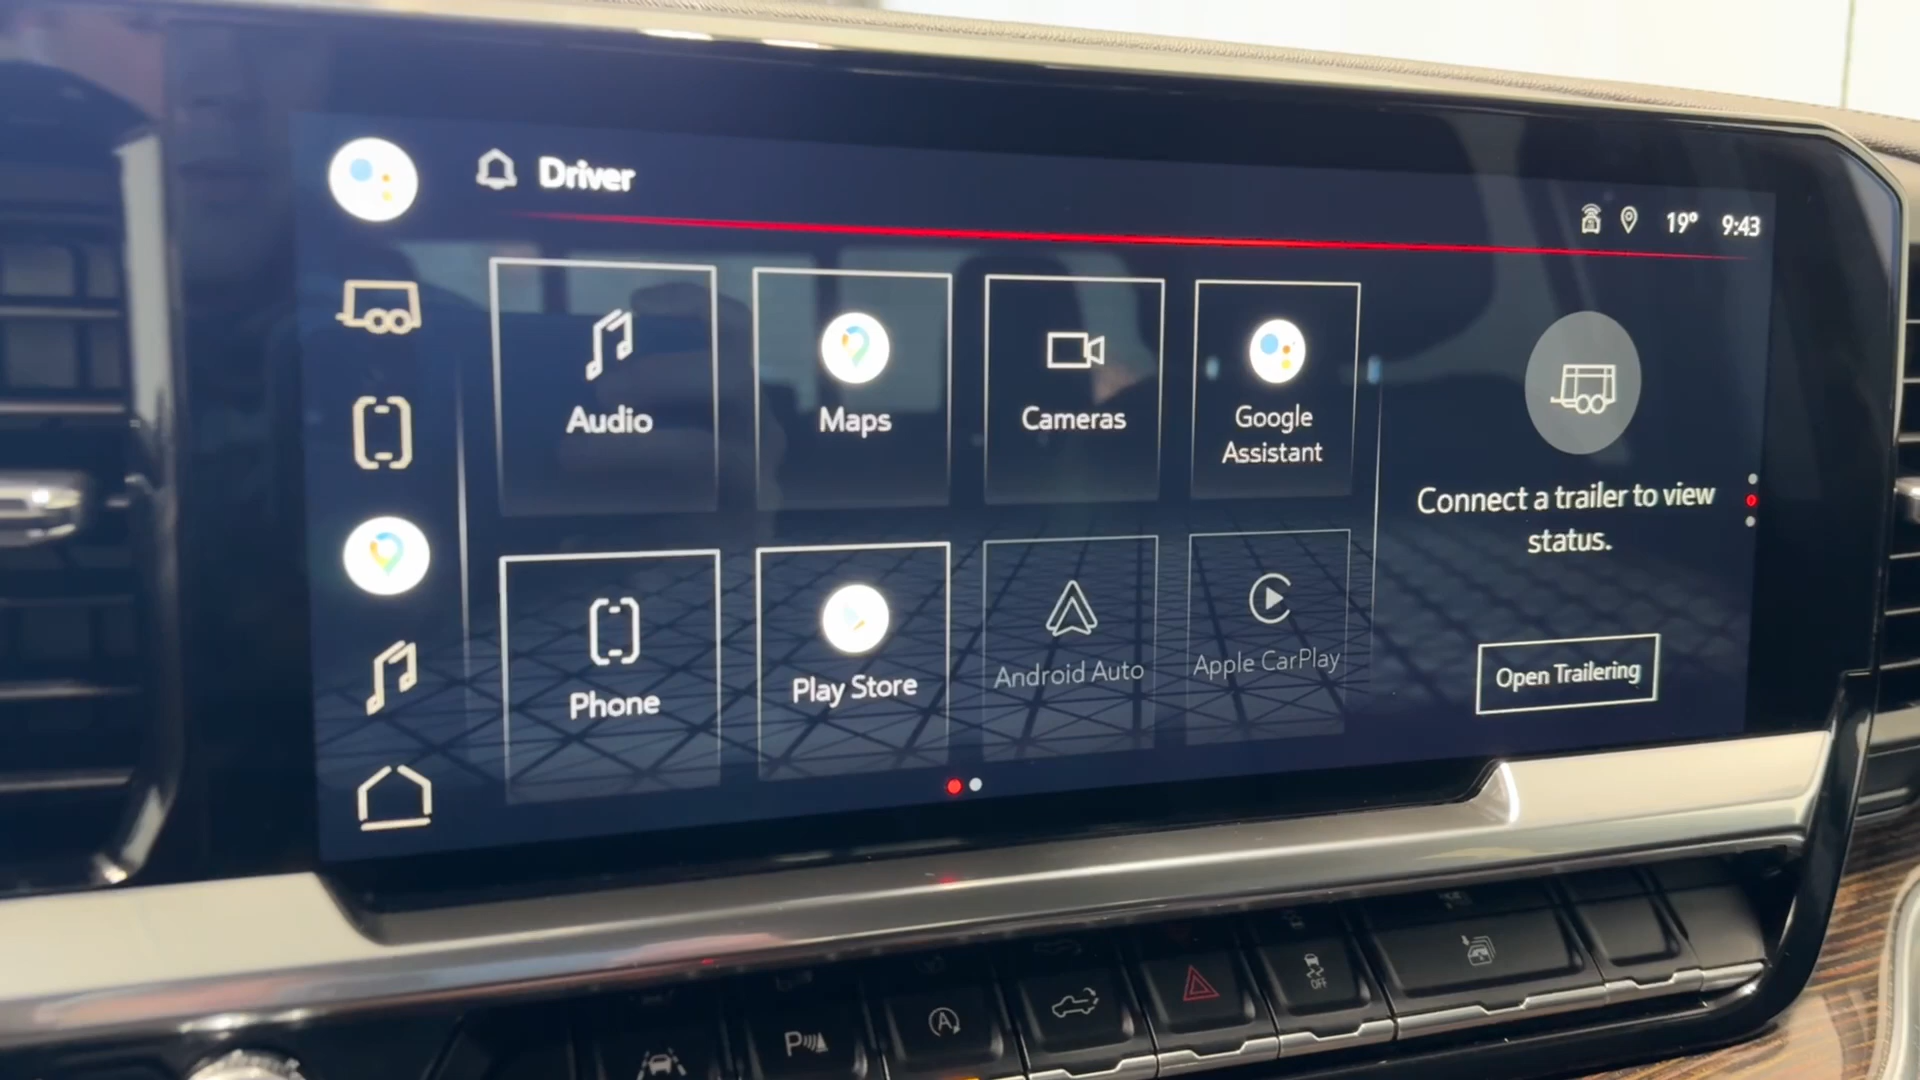 Driver
19° 9:43
Audio
Maps
Cameras
Google
Assistant
Connect a trailer to view
status.
Phone
Play Store
Android Auto
Apple CarPlay
Open Trailering
P
A
OFF